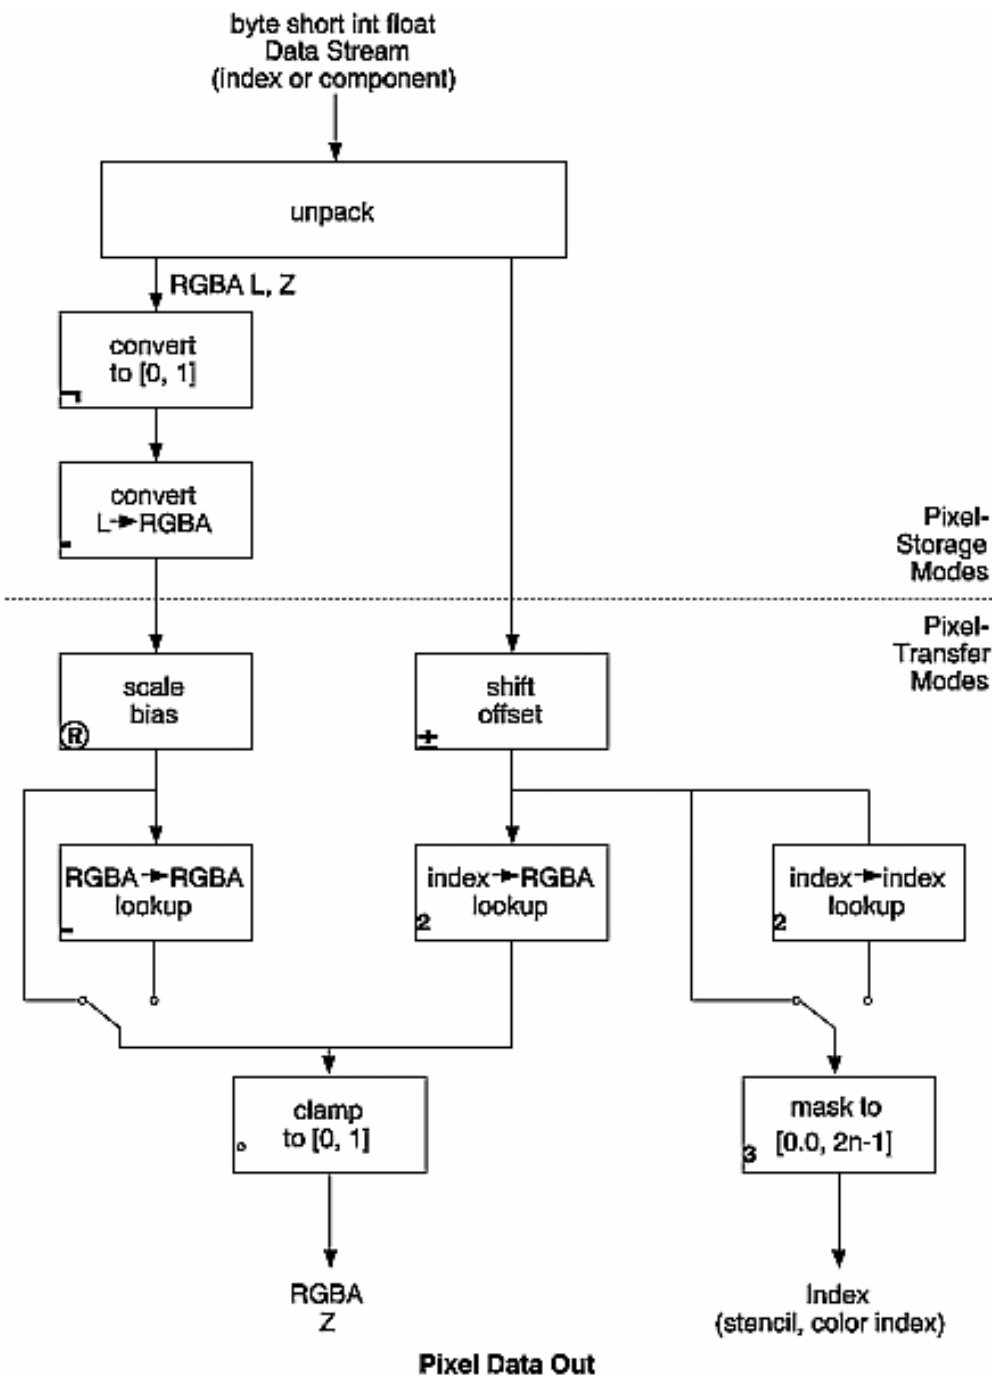 byte short int float
Data Stream
(index or component)
unpack
RGBA L, Z
convert
to [0, 1]
convert
L→RGBA
Pixel-
Storage
Modes
Pixel-
Transfer
Modes
scale
bias
®
shift
offset
±
RGBA→RGBA
lookup
index→RGBA
lookup
2
index→index
lookup
2
clamp
to [0, 1]
mask to
[0.0, 2n-1]
3
RGBA
Z
Index
(stencil, color index)
Pixel Data Out